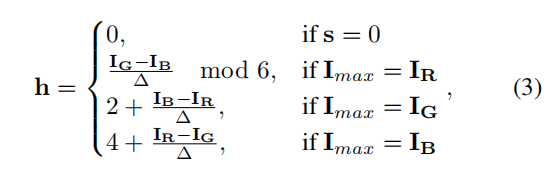 h = { 0, if s = 0
(I_G−I_B)/Δ mod 6, if I_max = I_R
2 + (I_B−I_R)/Δ, if I_max = I_G
4 + (I_R−I_G)/Δ, if I_max = I_B
, (3)